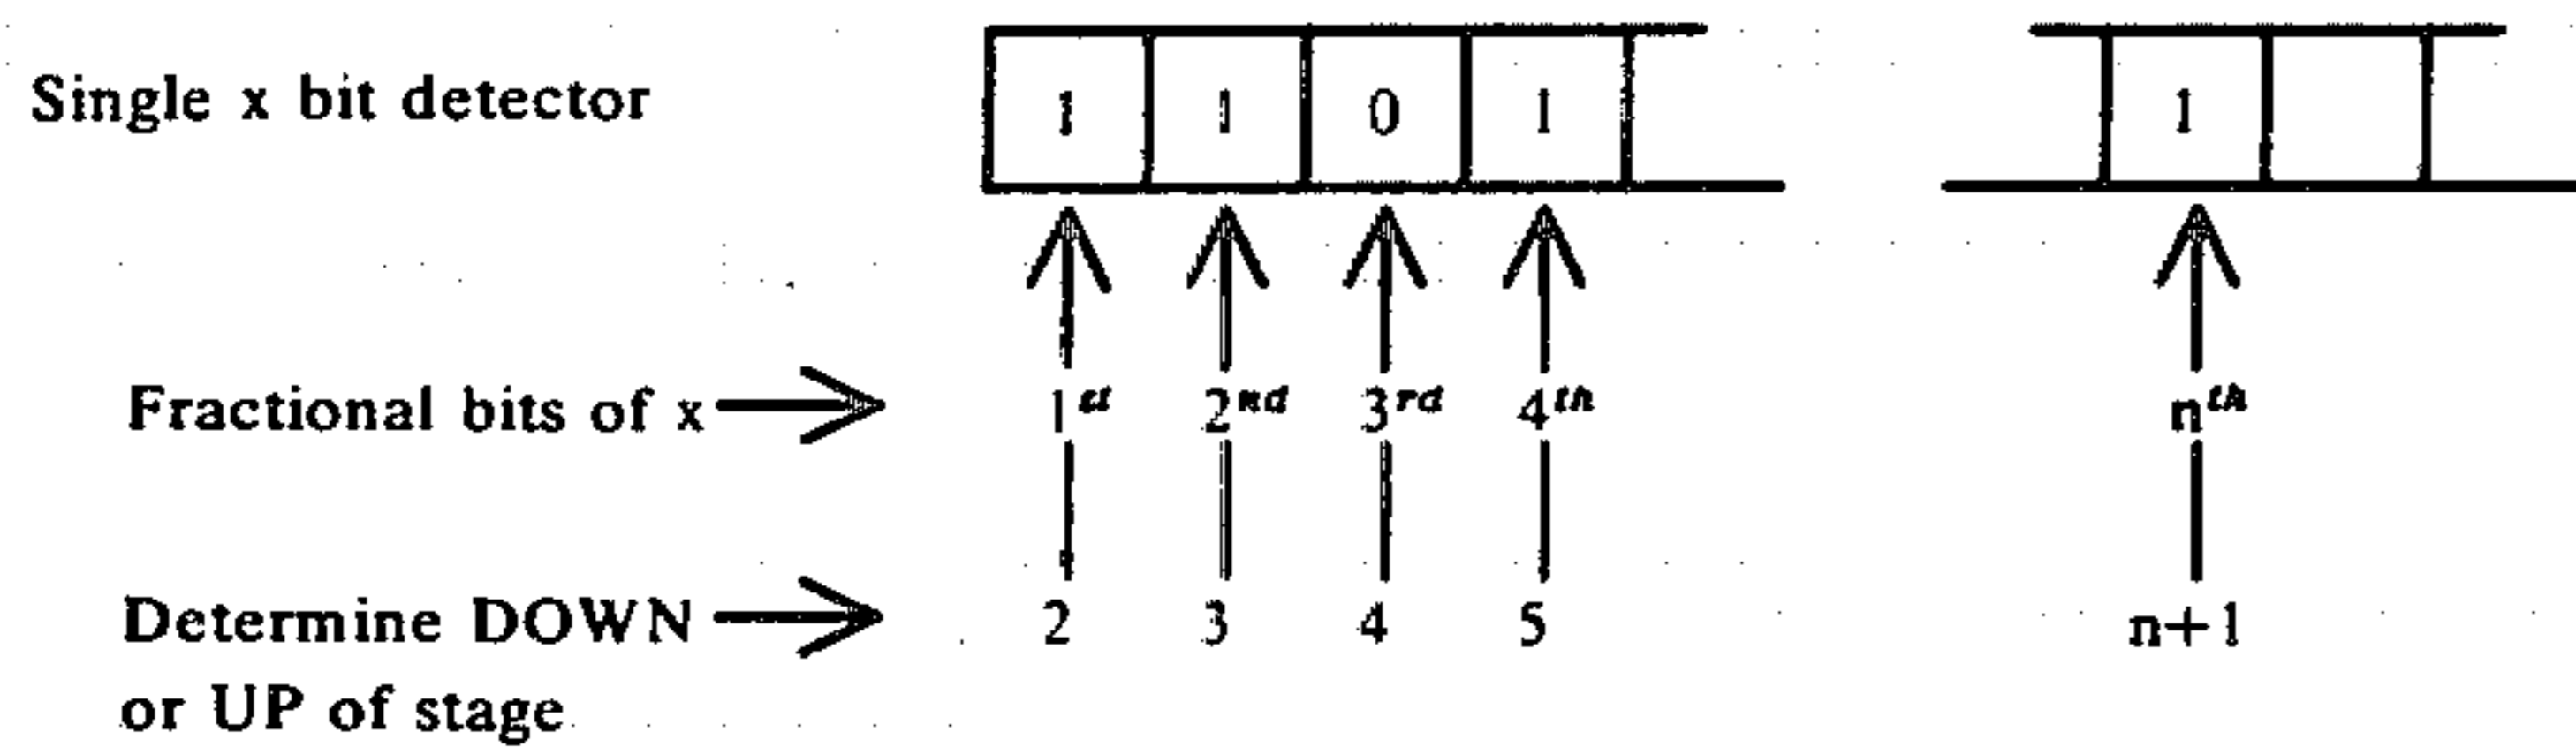 Single x bit detector 1 1 0 1 1
Fractional bits of x 1st 2nd 3rd 4th nth
Determine DOWN 2 3 4 5 n+1
or UP of stage